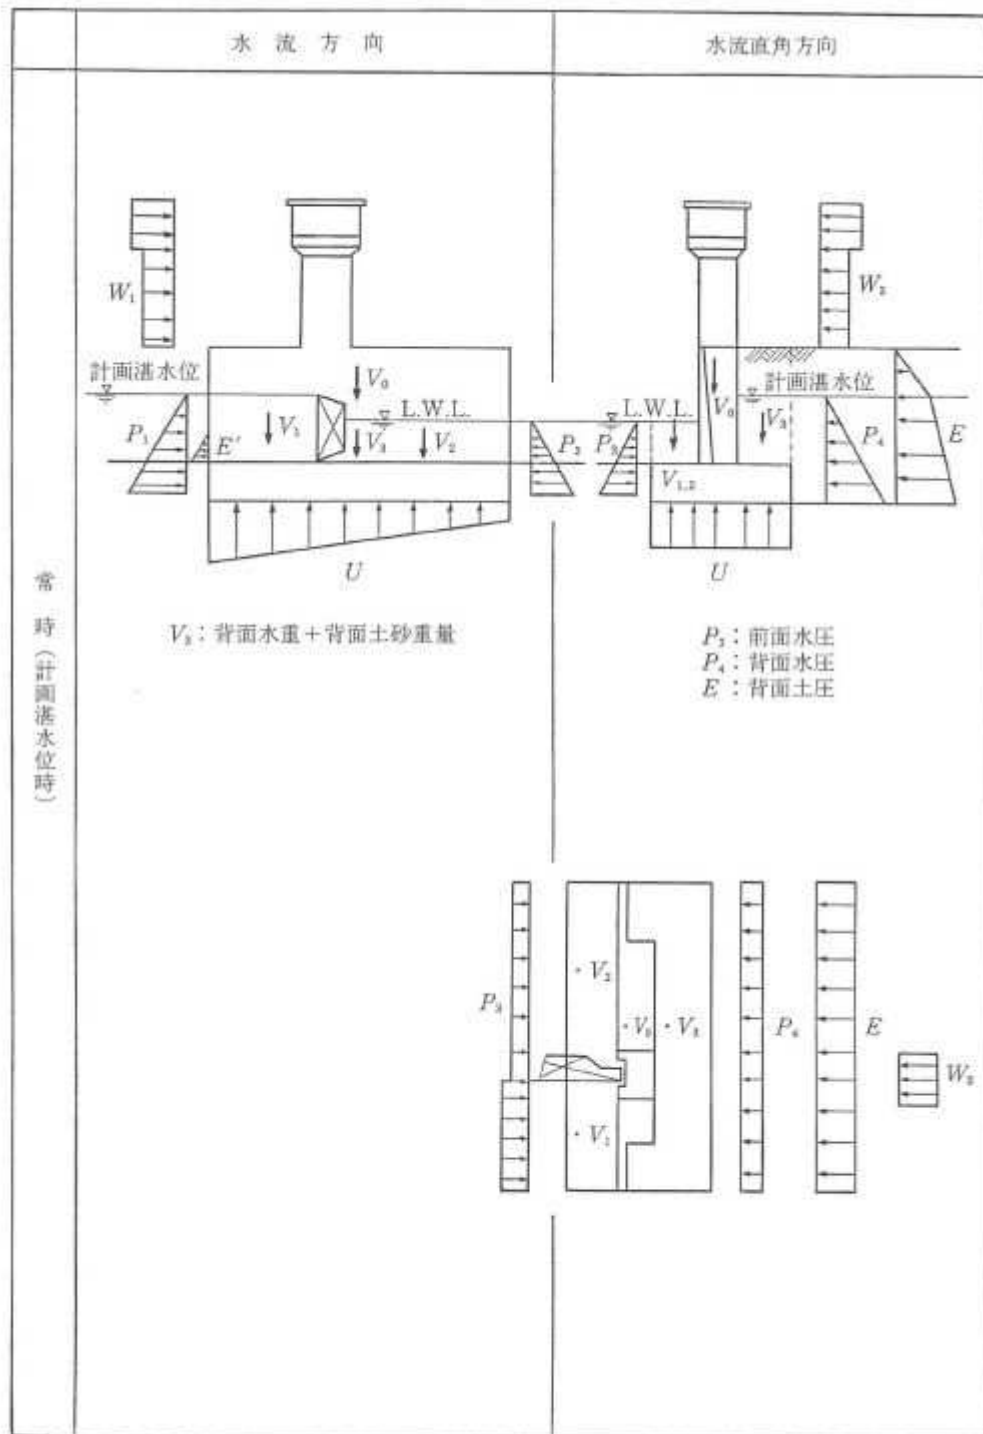 水流方向
水流直角方向
常時（計画湛水位時）
W₁
計画湛水位
P₁
E′
V₁
V₀
L.W.L.
V₃
V₂
P₂
U
V₃：背面水重＋背面土砂重量
W₂
計画湛水位
L.W.L.
P₃
V₀
V₃
V₁,₂
P₄
E
U
P₃：前面水圧
P₄：背面水圧
E：背面土圧
P₃
・V₂
・V₀
・V₃
・V₁
P₄
E
W₂